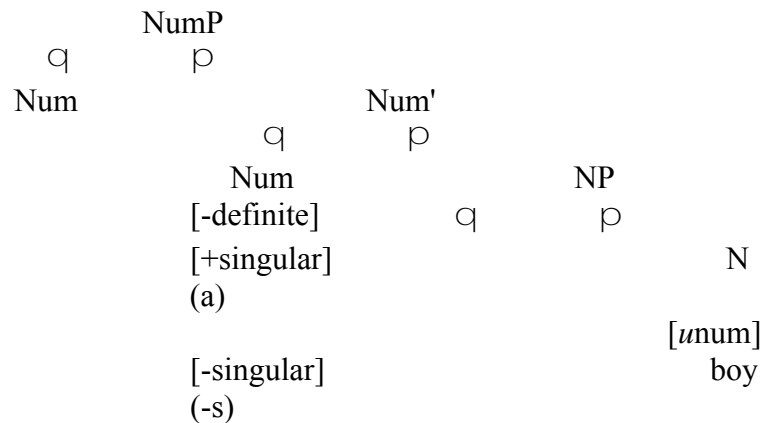 NumP
q p
Num Num'
q p
Num NP
[-definite] q p
[+singular] N
(a)
[unum]
[-singular] boy
(-s)